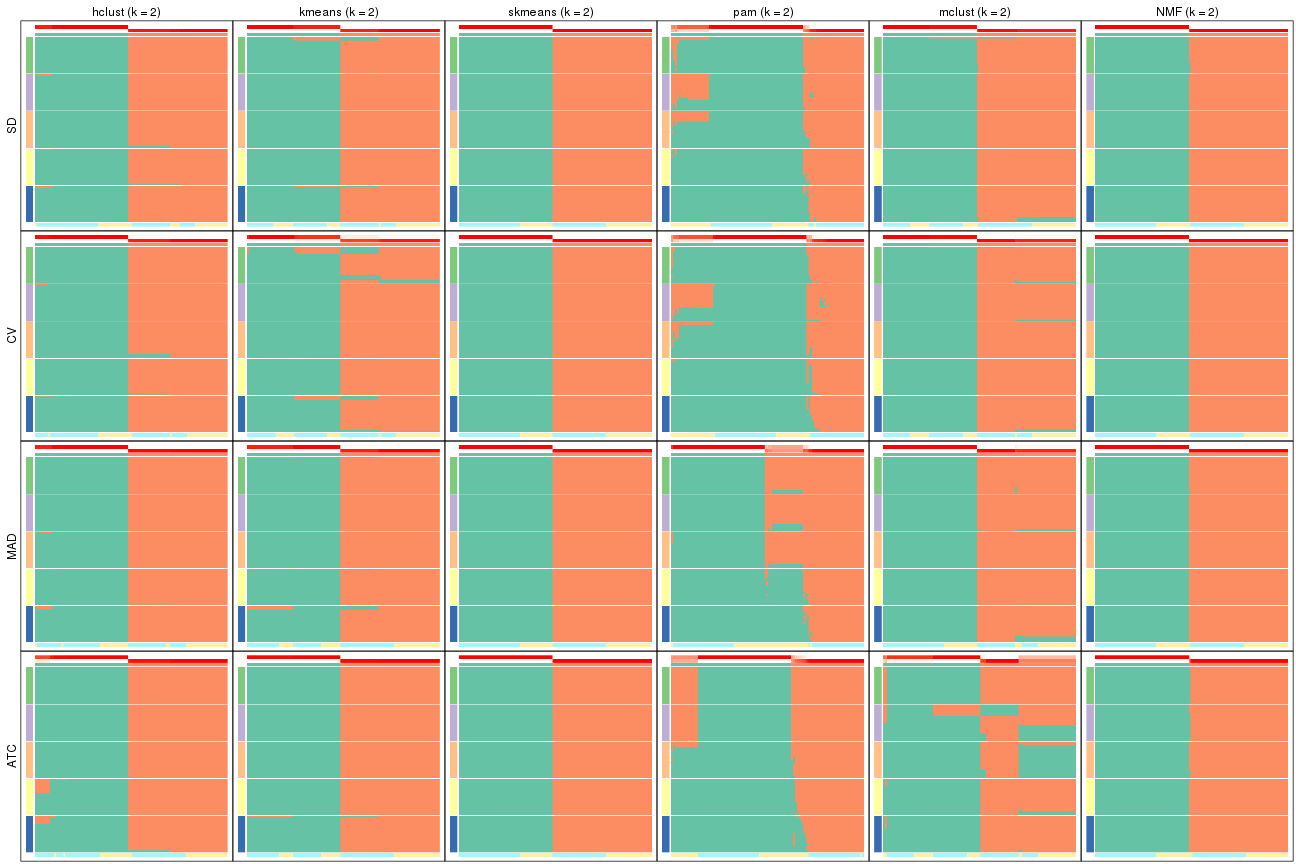 hclust (k = 2) kmeans (k = 2) skmeans (k = 2) pam (k = 2) mclust (k = 2) NMF (k = 2)
SD
CV
MAD
ATC